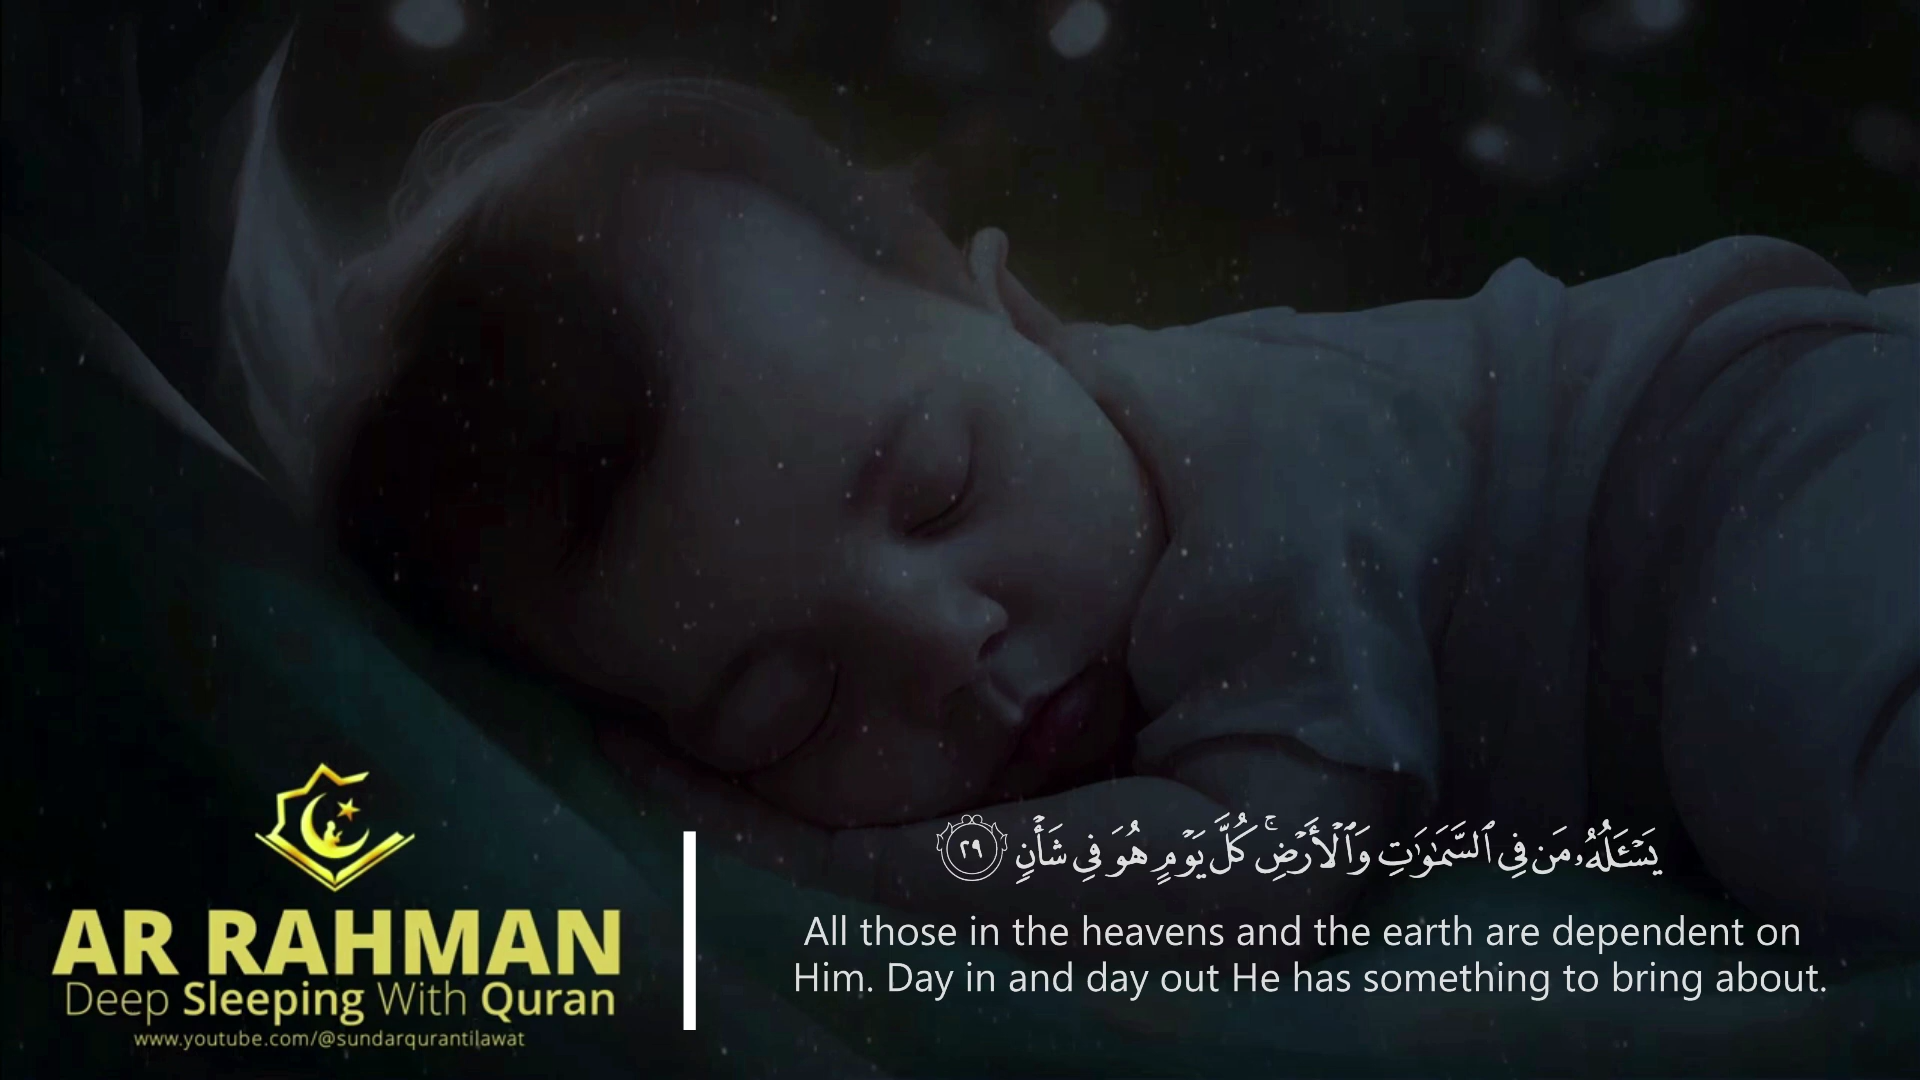 يَسْـَٔلُهُۥ مَن فِى ٱلسَّمَـٰوَٰتِ وَٱلْأَرْضِ ۚ كُلَّ يَوْمٍ هُوَ فِى شَأْنٍ ٢٩
All those in the heavens and the earth are dependent on
Him. Day in and day out He has something to bring about.
AR RAHMAN
Deep Sleeping With Quran
www.youtube.com/@sundarqurantilawat